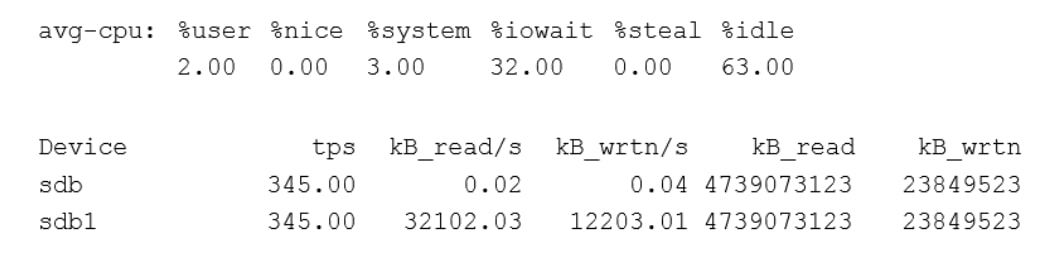 avg-cpu: %user %nice %system %iowait %steal %idle
2.00 0.00 3.00 32.00 0.00 63.00
Device tps kB_read/s kB_wrtn/s kB_read kB_wrtn
sdb 345.00 0.02 0.04 4739073123 23849523
sdb1 345.00 32102.03 12203.01 4739073123 23849523